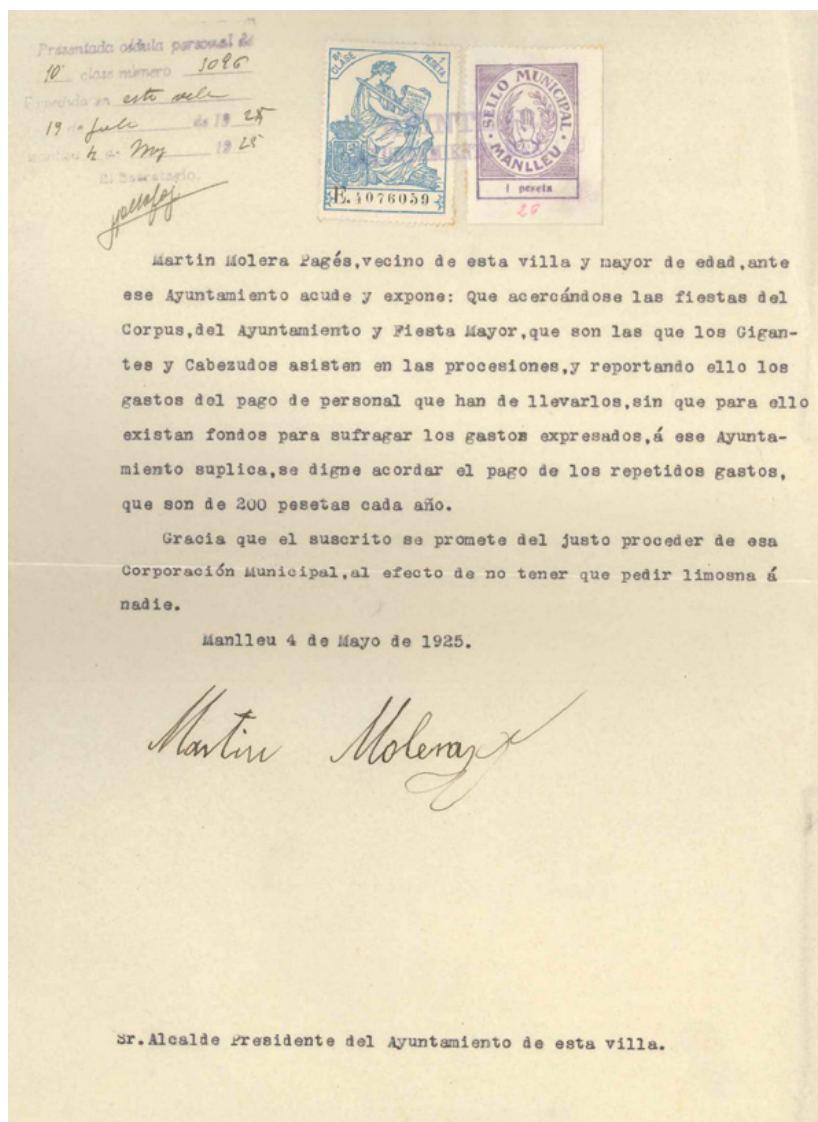 Presentada cédula personal de
10ª clase número 3096
Expedida en esta villa
19 de de 1925
Manlleu 4 de My 1925
El Secretario,
8ª CLASE 1 PESETA
E.4076059
SELLO MUNICIPAL
MANLLEU
1 peseta
26
Martin Molera Pagés,vecino de esta villa y mayor de edad,ante
ese Ayuntamiento acude y expone: Que acercándose las fiestas del
Corpus,del Ayuntamiento y Fiesta Mayor,que son las que los Gigan-
tes y Cabezudos asisten en las procesiones,y reportando ello los
gastos del pago de personal que han de llevarlos,sin que para ello
existan fondos para sufragar los gastos expresados,á ese Ayunta-
miento suplica,se digne acordar el pago de los repetidos gastos,
que son de 200 pesetas cada año.
Gracia que el suscrito se promete del justo proceder de esa
Corporación Municipal,al efecto de no tener que pedir limosna á
nadie.
Manlleu 4 de Mayo de 1925.
Martin Molera
Sr.Alcalde Presidente del Ayuntamiento de esta villa.